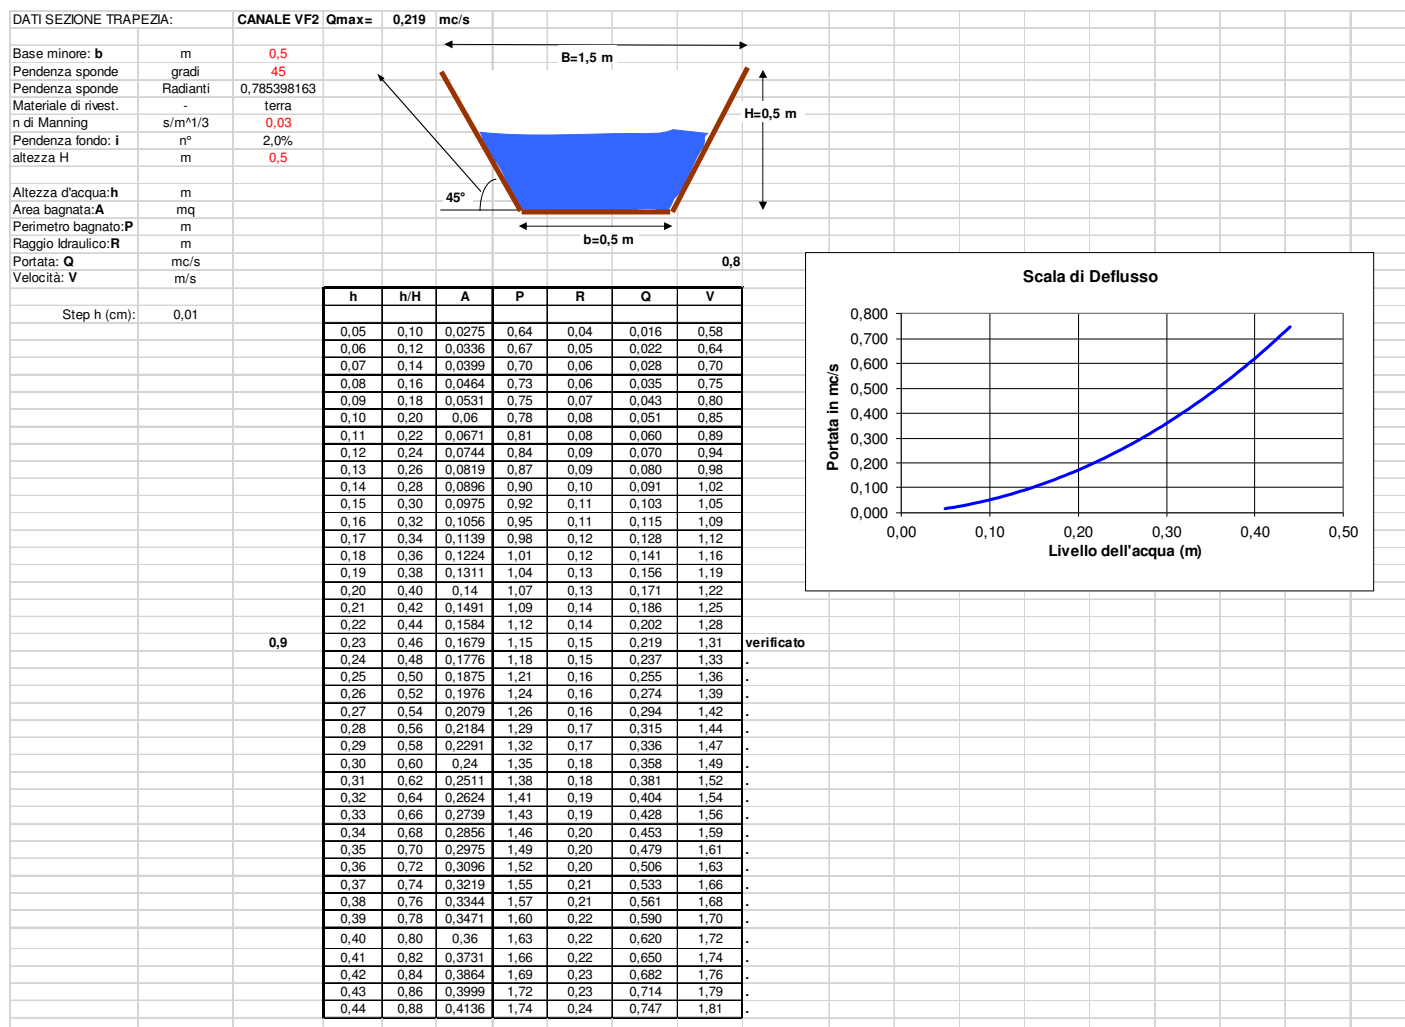 DATI SEZIONE TRAPEZIA: CANALE VF2 Qmax= 0,219 mc/s
Base minore: b m 0,5
Pendenza sponde gradi 45
Pendenza sponde Radianti 0,785398163
Materiale di rivest. - terra
n di Manning s/m^1/3 0,03
Pendenza fondo: i n° 2,0%
altezza H m 0,5
B=1,5 m
H=0,5 m
45°
b=0,5 m
Altezza d'acqua:h m
Area bagnata:A mq
Perimetro bagnato:P m
Raggio Idraulico:R m
Portata: Q mc/s 0,8
Velocità: V m/s
h h/H A P R Q V
Step h (cm): 0,01
0,05 0,10 0,0275 0,64 0,04 0,016 0,58
0,06 0,12 0,0336 0,67 0,05 0,022 0,64
0,07 0,14 0,0399 0,70 0,06 0,028 0,70
0,08 0,16 0,0464 0,73 0,06 0,035 0,75
0,09 0,18 0,0531 0,75 0,07 0,043 0,80
0,10 0,20 0,06 0,78 0,08 0,051 0,85
0,11 0,22 0,0671 0,81 0,08 0,060 0,89
0,12 0,24 0,0744 0,84 0,09 0,070 0,94
0,13 0,26 0,0819 0,87 0,09 0,080 0,98
0,14 0,28 0,0896 0,90 0,10 0,091 1,02
0,15 0,30 0,0975 0,92 0,11 0,103 1,05
0,16 0,32 0,1056 0,95 0,11 0,115 1,09
0,17 0,34 0,1139 0,98 0,12 0,128 1,12
0,18 0,36 0,1224 1,01 0,12 0,141 1,16
0,19 0,38 0,1311 1,04 0,13 0,156 1,19
0,20 0,40 0,14 1,07 0,13 0,171 1,22
0,21 0,42 0,1491 1,09 0,14 0,186 1,25
0,22 0,44 0,1584 1,12 0,14 0,202 1,28
0,9 0,23 0,46 0,1679 1,15 0,15 0,219 1,31 verificato
0,24 0,48 0,1776 1,18 0,15 0,237 1,33 .
0,25 0,50 0,1875 1,21 0,16 0,255 1,36 .
0,26 0,52 0,1976 1,24 0,16 0,274 1,39 .
0,27 0,54 0,2079 1,26 0,16 0,294 1,42 .
0,28 0,56 0,2184 1,29 0,17 0,315 1,44 .
0,29 0,58 0,2291 1,32 0,17 0,336 1,47 .
0,30 0,60 0,24 1,35 0,18 0,358 1,49 .
0,31 0,62 0,2511 1,38 0,18 0,381 1,52 .
0,32 0,64 0,2624 1,41 0,19 0,404 1,54 .
0,33 0,66 0,2739 1,43 0,19 0,428 1,56 .
0,34 0,68 0,2856 1,46 0,20 0,453 1,59 .
0,35 0,70 0,2975 1,49 0,20 0,479 1,61 .
0,36 0,72 0,3096 1,52 0,20 0,506 1,63 .
0,37 0,74 0,3219 1,55 0,21 0,533 1,66 .
0,38 0,76 0,3344 1,57 0,21 0,561 1,68 .
0,39 0,78 0,3471 1,60 0,22 0,590 1,70 .
0,40 0,80 0,36 1,63 0,22 0,620 1,72 .
0,41 0,82 0,3731 1,66 0,22 0,650 1,74 .
0,42 0,84 0,3864 1,69 0,23 0,682 1,76 .
0,43 0,86 0,3999 1,72 0,23 0,714 1,79 .
0,44 0,88 0,4136 1,74 0,24 0,747 1,81 .
Scala di Deflusso
Portata in mc/s
0,800
0,700
0,600
0,500
0,400
0,300
0,200
0,100
0,000
0,00 0,10 0,20 0,30 0,40 0,50
Livello dell'acqua (m)